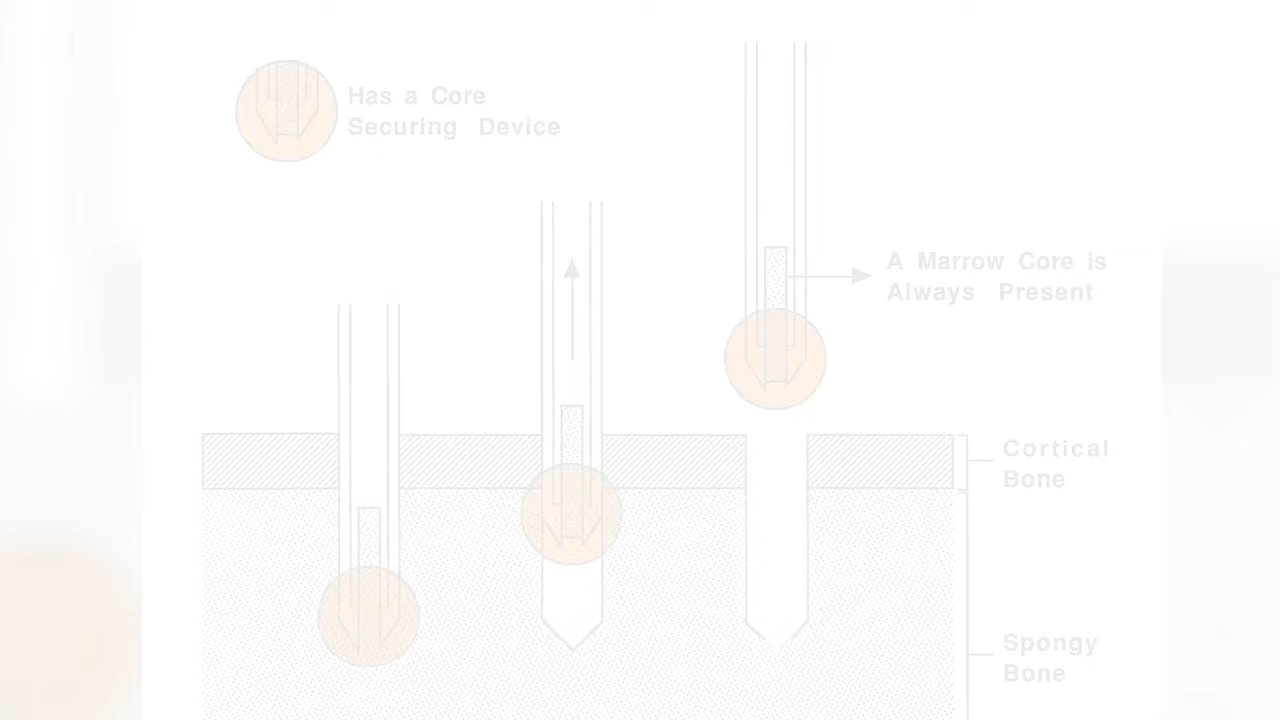 Has a Core
Securing Device
A Marrow Core is
Always Present
Cortical
Bone
Spongy
Bone